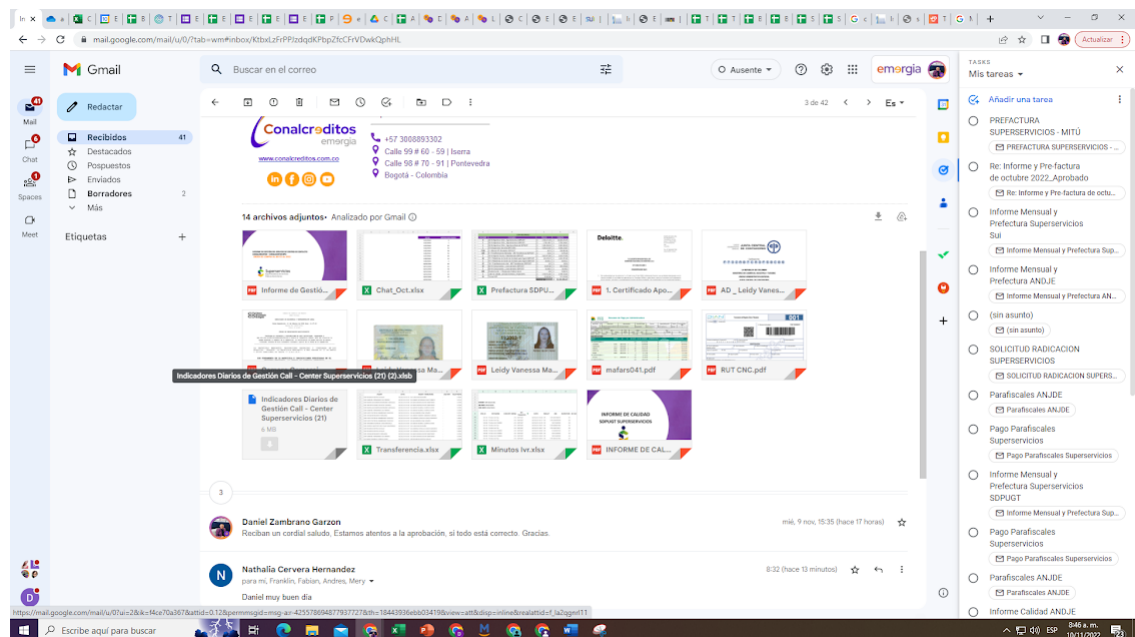 Actualizar
mail.google.com/mail/u/0/?tab=wm#inbox/KtbxLzFrPPJzdqdKPbpZfcCFrVDwkQphHL
Gmail
Buscar en el correo
Ausente
emergia
TASKS
Mis tareas
Redactar
3 de 42
Es
Añadir una tarea
41
Mail
6
Chat
1
Spaces
Meet
Recibidos 41
Destacados
Pospuestos
Enviados
Borradores 2
Más
Etiquetas
Conalcreditos
emergia
www.conalcreditos.com.co
+57 3008893302
Calle 99 # 60 - 59 | Iserra
Calle 98 # 70 - 91 | Pontevedra
Bogotá - Colombia
14 archivos adjuntos• Analizado por Gmail
Informe de Gestió...
Chat_Oct.xlsx
Prefactura SDPU...
Deloitte.
1. Certificado Apo...
AD _ Leidy Vanes...
Leidy Vanessa Ma...
mafars041.pdf
001
RUT CNC.pdf
Indicadores Diarios de Gestión Call - Center Superservicios (21) (2).xlsb
Indicadores Diarios de
Gestión Call - Center
Superservicios (21)
6 MB
Transferencia.xlsx
Minutos Ivr.xlsx
INFORME DE CALIDAD
SDPUGT SUPERSERVICIOS
INFORME DE CAL...
3
Daniel Zambrano Garzon
mié, 9 nov, 15:35 (hace 17 horas)
Reciban un cordial saludo, Estamos atentos a la aprobación, si todo está correcto. Gracias.
N
Nathalia Cervera Hernandez
8:32 (hace 13 minutos)
para mí, Franklin, Fabian, Andres, Mery
Daniel muy buen día
PREFACTURA
SUPERSERVICIOS - MITÚ
PREFACTURA SUPERSERVICIOS - ...
Re: Informe y Pre-factura
de octubre 2022_Aprobado
Re: Informe y Pre-factura de octu...
Informe Mensual y
Prefectura Superservicios
Sui
Informe Mensual y Prefectura Sup...
Informe Mensual y
Prefectura ANDJE
Informe Mensual y Prefectura AN...
(sin asunto)
(sin asunto)
SOLICITUD RADICACION
SUPERSERVICIOS
SOLICITUD RADICACION SUPERS...
Parafiscales ANJDE
Parafiscales ANJDE
Pago Parafiscales
Superservicios
Pago Parafiscales Superservicios
Informe Mensual y
Prefectura Superservicios
SDPUGT
Informe Mensual y Prefectura Sup...
Pago Parafiscales
Superservicios
Pago Parafiscales Superservicios
Parafiscales ANJDE
Parafiscales ANJDE
Informe Calidad ANDJE
D
Escribe aquí para buscar
ESP
8:46 a. m.
10/11/2022